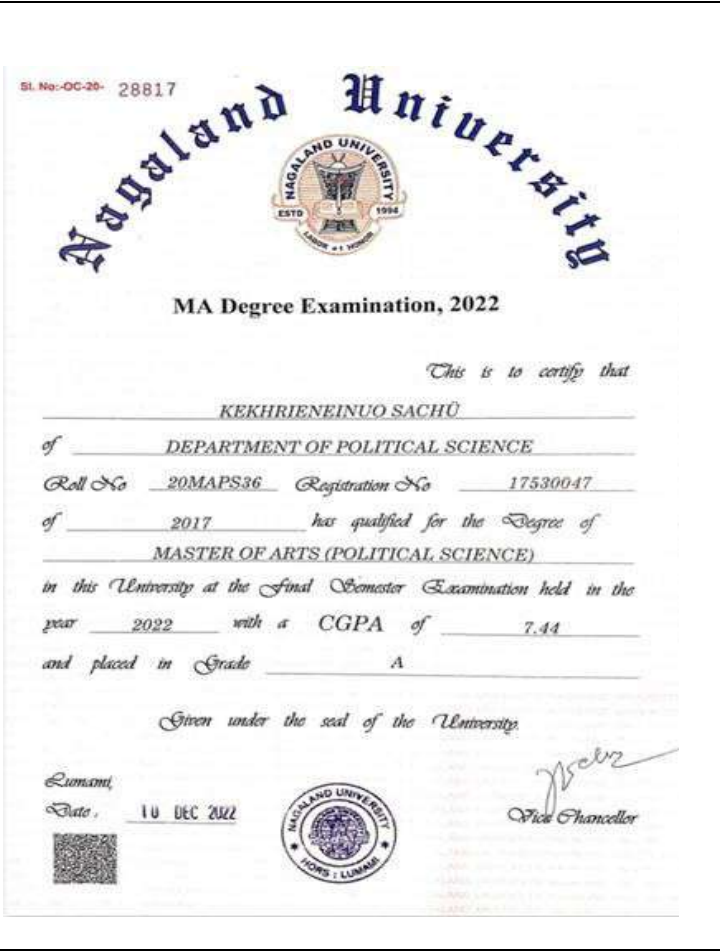 Sl. No:-OC-20- 28817
Nagaland University
NAGALAND UNIVERSITY
ESTD 1994
LABOR ET HONOR
MA Degree Examination, 2022
This is to certify that
KEKHRIENEINUO SACHÜ
of DEPARTMENT OF POLITICAL SCIENCE
Roll No 20MAPS36 Registration No 17530047
of 2017 has qualified for the Degree of
MASTER OF ARTS (POLITICAL SCIENCE)
in this University at the Final Semester Examination held in the
year 2022 with a CGPA of 7.44
and placed in Grade A
Given under the seal of the University.
Lumami,
Date. 10 DEC 2022
NAGALAND UNIVERSITY
HQRS : LUMAMI
Vice Chancellor